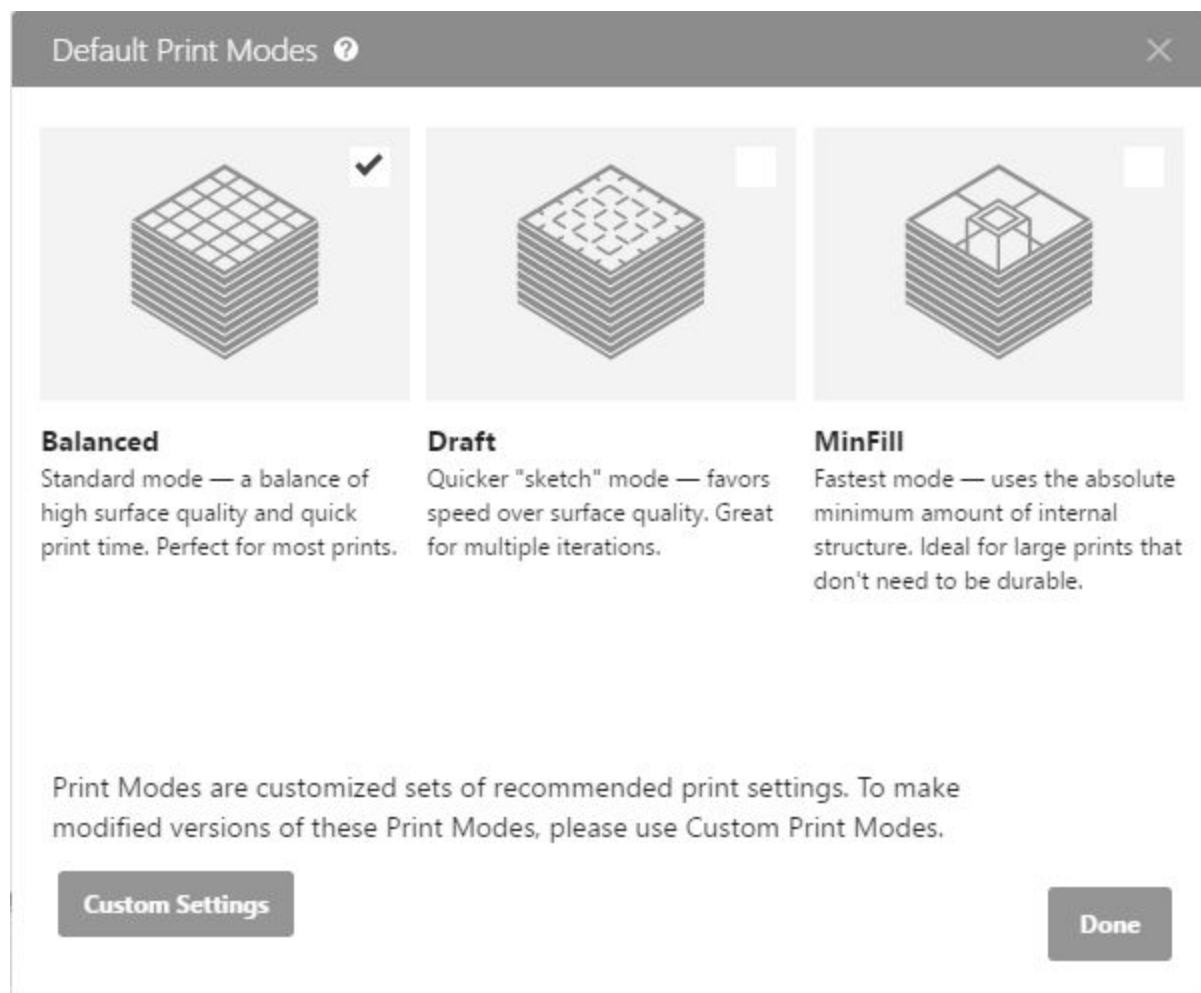 Default Print Modes ?
Balanced
Standard mode — a balance of
high surface quality and quick
print time. Perfect for most prints.
Draft
Quicker "sketch" mode — favors
speed over surface quality. Great
for multiple iterations.
MinFill
Fastest mode — uses the absolute
minimum amount of internal
structure. Ideal for large prints that
don't need to be durable.
Print Modes are customized sets of recommended print settings. To make
modified versions of these Print Modes, please use Custom Print Modes.
Custom Settings
Done